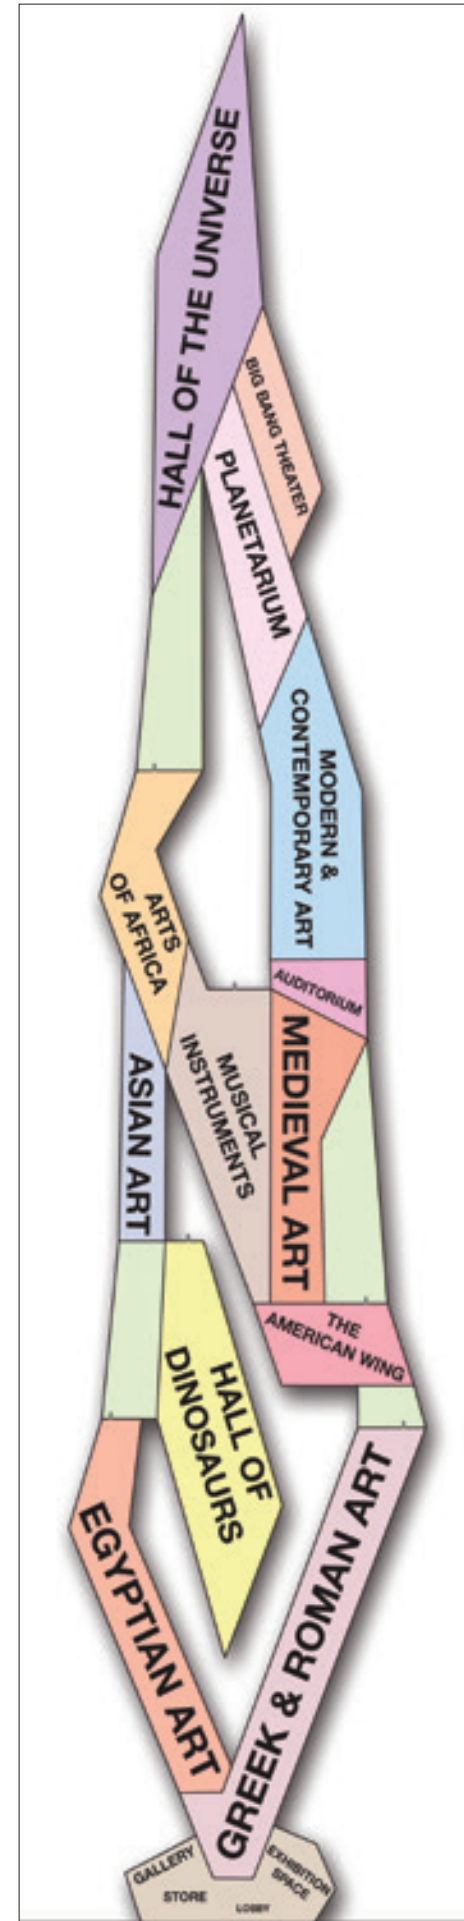 HALL OF THE UNIVERSE
BIG BANG THEATER
PLANETARIUM
MODERN &
CONTEMPORARY ART
ARTS
OF AFRICA
AUDITORIUM
MUSICAL
INSTRUMENTS
MEDIEVAL ART
ASIAN ART
THE
AMERICAN WING
HALL OF
DINOSAURS
EGYPTIAN ART
GREEK & ROMAN ART
GALLERY
STORE
LOBBY
EXHIBITION
SPACE